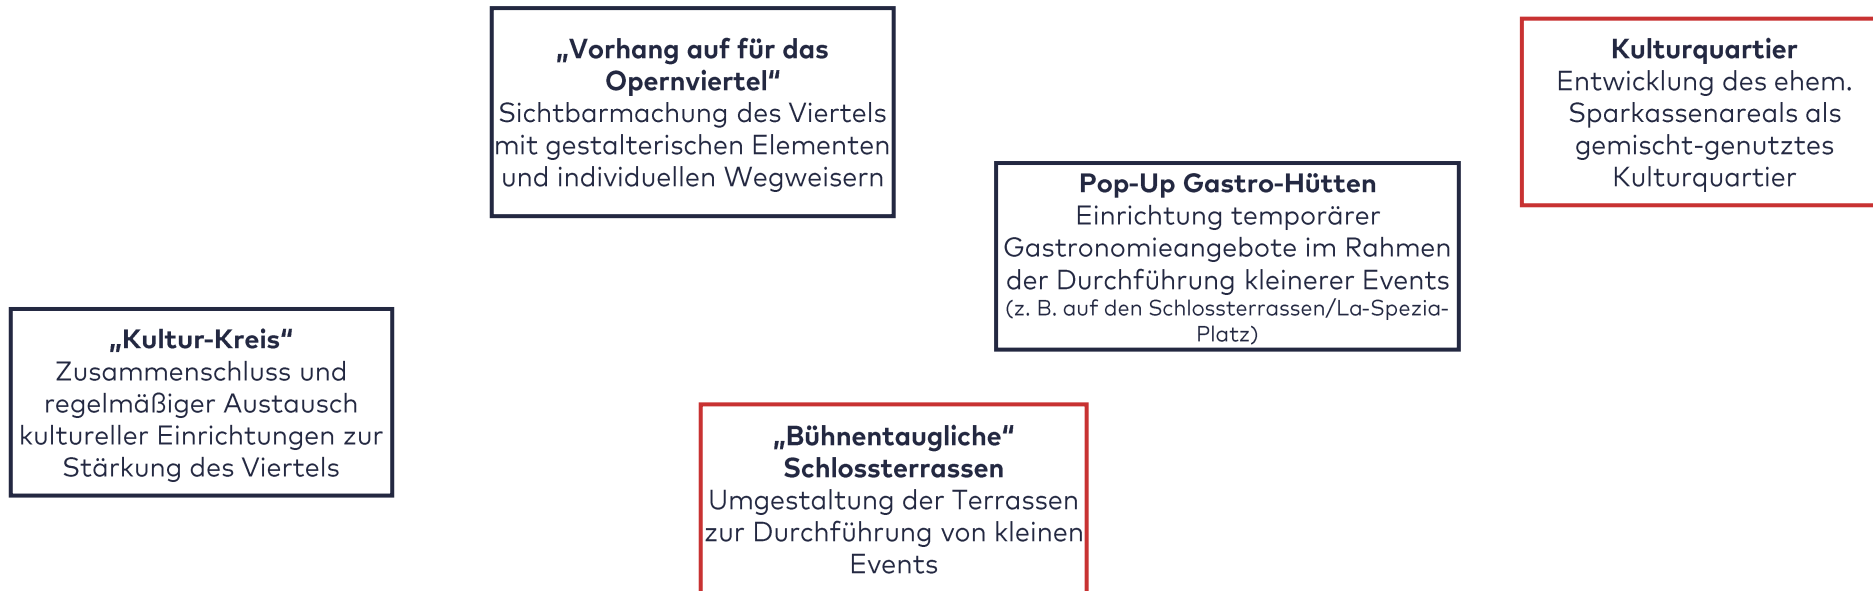 „Vorhang auf für das
Opernviertel“
Sichtbarmachung des Viertels
mit gestalterischen Elementen
und individuellen Wegweisern
Kulturquartier
Entwicklung des ehem.
Sparkassenareals als
gemischt-genutztes
Kulturquartier
Pop-Up Gastro-Hütten
Einrichtung temporärer
Gastronomieangebote im Rahmen
der Durchführung kleinerer Events
(z. B. auf den Schlossterrassen/La-Spezia-
Platz)
„Kultur-Kreis“
Zusammenschluss und
regelmäßiger Austausch
kultureller Einrichtungen zur
Stärkung des Viertels
„Bühnentaugliche“
Schlossterrassen
Umgestaltung der Terrassen
zur Durchführung von kleinen
Events